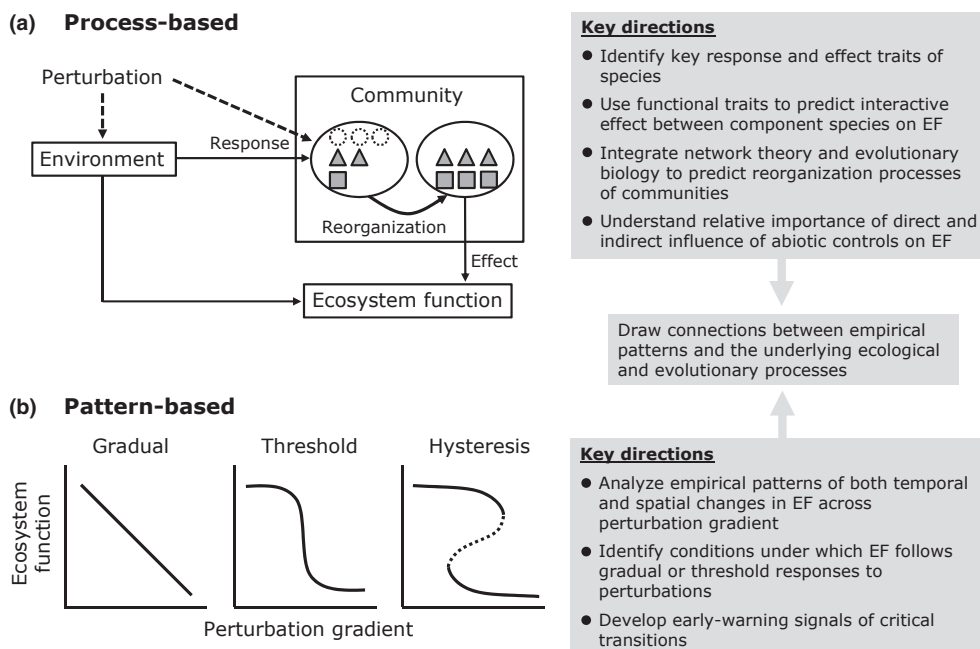 (a) Process-based
Perturbation
Community
Environment
Response
Reorganization
Effect
Ecosystem function
Key directions
● Identify key response and effect traits of
species
● Use functional traits to predict interactive
effect between component species on EF
● Integrate network theory and evolutionary
biology to predict reorganization processes
of communities
● Understand relative importance of direct and
indirect influence of abiotic controls on EF
Draw connections between empirical
patterns and the underlying ecological
and evolutionary processes
(b) Pattern-based
Gradual
Threshold
Hysteresis
Ecosystem
function
Perturbation gradient
Key directions
● Analyze empirical patterns of both temporal
and spatial changes in EF across
perturbation gradient
● Identify conditions under which EF follows
gradual or threshold responses to
perturbations
● Develop early-warning signals of critical
transitions